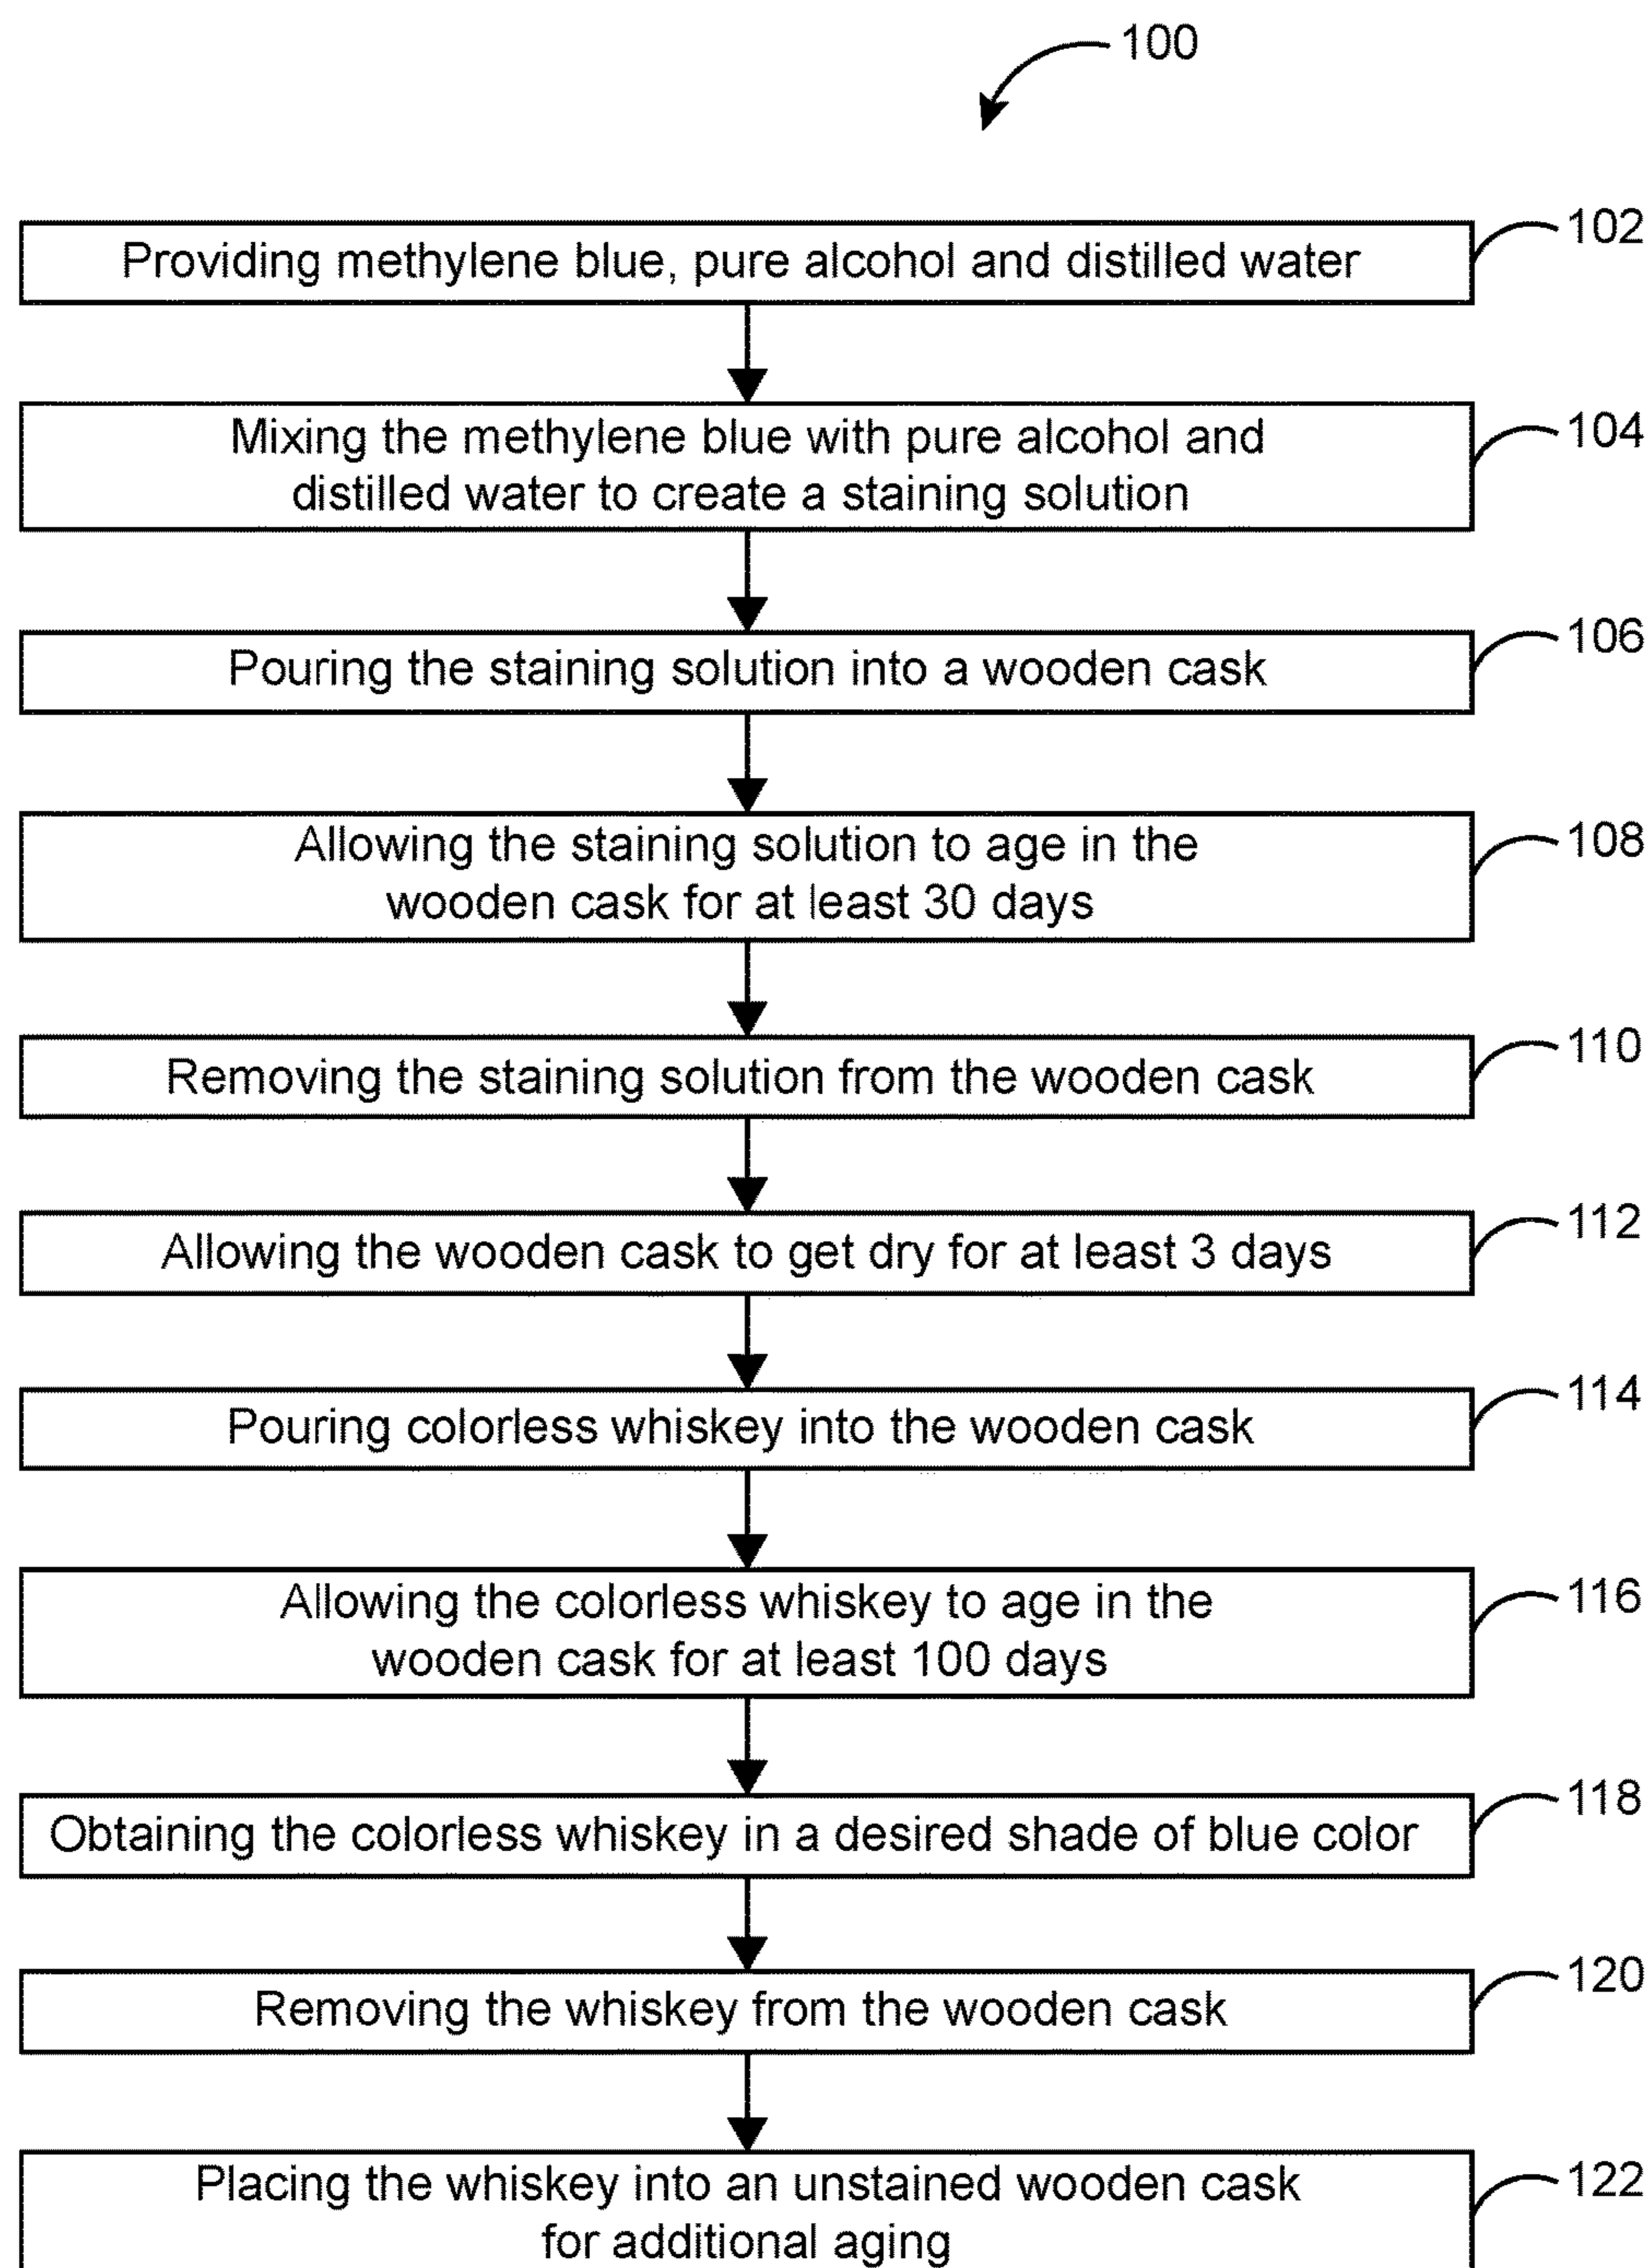 100
Providing methylene blue, pure alcohol and distilled water
102
Mixing the methylene blue with pure alcohol and
distilled water to create a staining solution
104
Pouring the staining solution into a wooden cask
106
Allowing the staining solution to age in the
wooden cask for at least 30 days
108
Removing the staining solution from the wooden cask
110
Allowing the wooden cask to get dry for at least 3 days
112
Pouring colorless whiskey into the wooden cask
114
Allowing the colorless whiskey to age in the
wooden cask for at least 100 days
116
Obtaining the colorless whiskey in a desired shade of blue color
118
Removing the whiskey from the wooden cask
120
Placing the whiskey into an unstained wooden cask
for additional aging
122